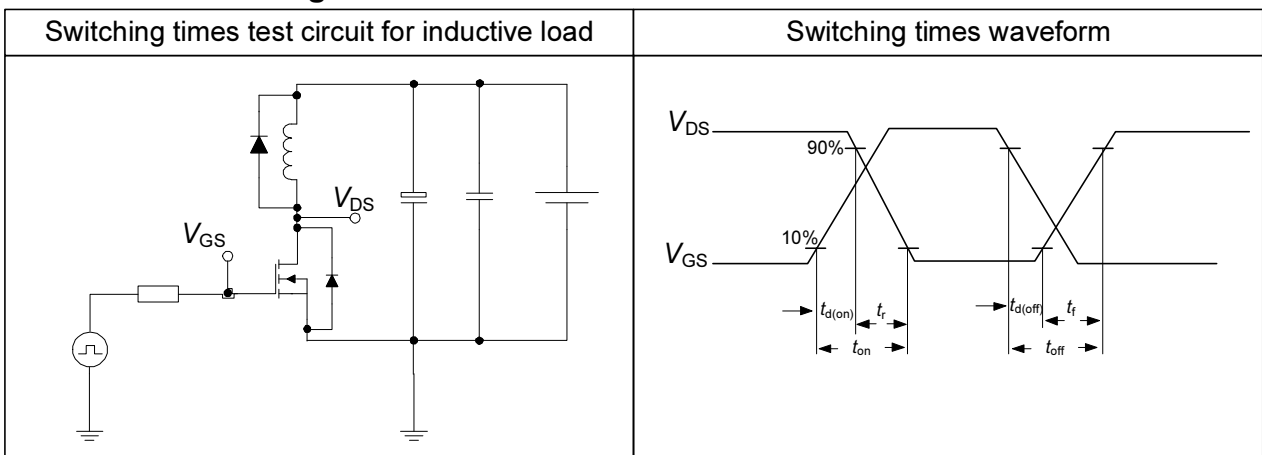 Switching times test circuit for inductive load
Switching times waveform
V_DS
90%
V_DS
V_GS
10%
V_GS
t_d(on)
t_r
t_d(off)
t_f
t_on
t_off